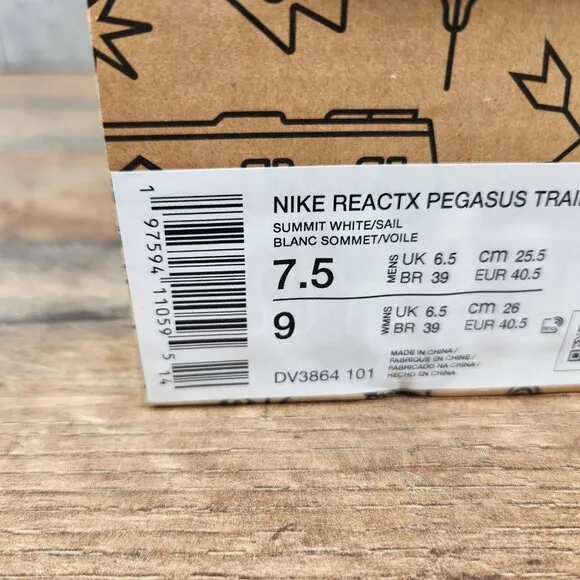 NIKE REACTX PEGASUS TRAI
SUMMIT WHITE/SAIL
BLANC SOMMET/VOILE
7.5 MENS UK 6.5 cm 25.5
BR 39 EUR 40.5
9 WMNS UK 6.5 cm 26
BR 39 EUR 40.5
DV3864 101
MADE IN CHINA/
FABRIQUE EN CHINE/
FABRICADO NA CHINA/
HECHO EN CHINA
1 97594 11059 5 14